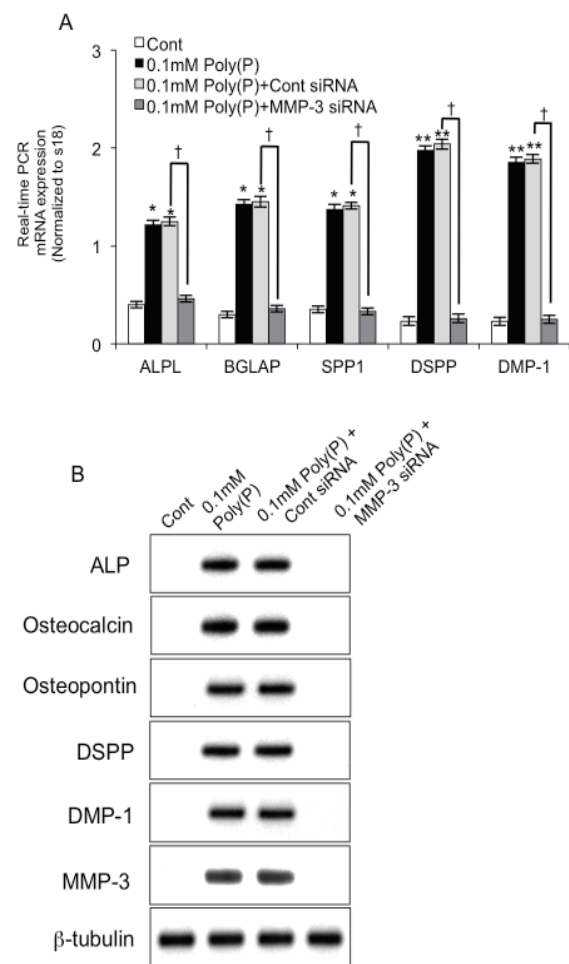 A
Cont
0.1mM Poly(P)
0.1mM Poly(P)+Cont siRNA
0.1mM Poly(P)+MMP-3 siRNA
Real-time PCR
mRNA expression
(Normalized to s18)
3
2
1
0
* * †
* * †
* * †
** ** †
** ** †
ALPL BGLAP SPP1 DSPP DMP-1
B
Cont
0.1mM
Poly(P)
0.1mM Poly(P) +
Cont siRNA
0.1mM Poly(P) +
MMP-3 siRNA
ALP
Osteocalcin
Osteopontin
DSPP
DMP-1
MMP-3
β-tubulin